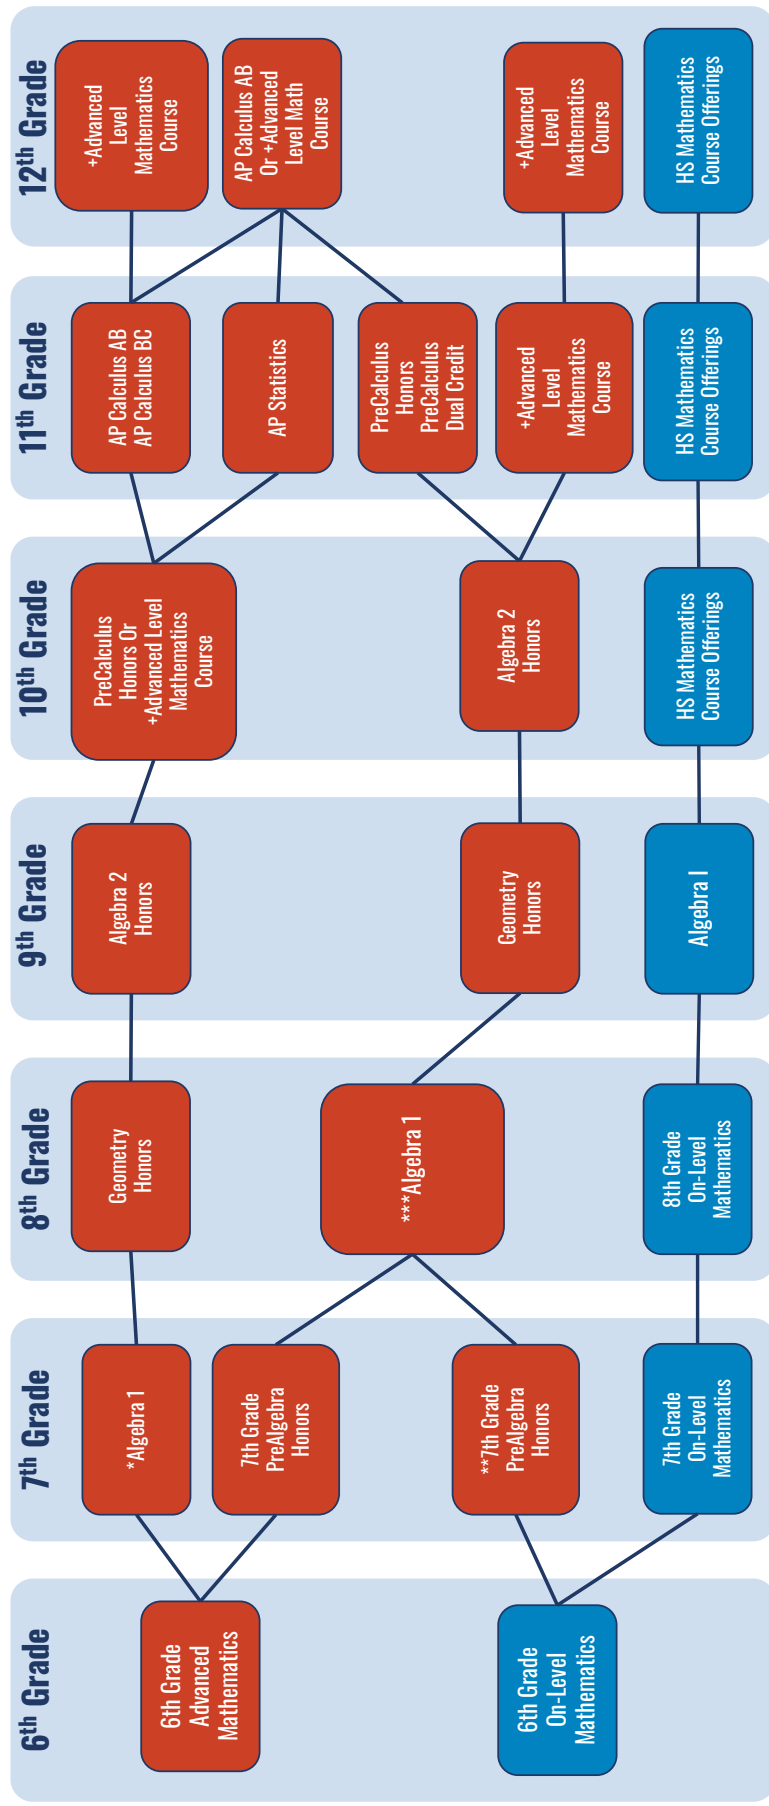 6th Grade
6th Grade
Advanced
Mathematics
6th Grade
On-Level
Mathematics
7th Grade
*Algebra 1
7th Grade
PreAlgebra
Honors
**7th Grade
PreAlgebra
Honors
7th Grade
On-Level
Mathematics
8th Grade
Geometry
Honors
***Algebra 1
8th Grade
On-Level
Mathematics
9th Grade
Algebra 2
Honors
Geometry
Honors
Algebra I
10th Grade
PreCalculus
Honors Or
+Advanced Level
Mathematics
Course
Algebra 2
Honors
HS Mathematics
Course Offerings
11th Grade
AP Calculus AB
AP Calculus BC
AP Statistics
PreCalculus
Honors
PreCalculus
Dual Credit
+Advanced
Level
Mathematics
Course
HS Mathematics
Course Offerings
12th Grade
+Advanced
Level
Mathematics
Course
AP Calculus AB
Or +Advanced
Level Math
Course
+Advanced
Level
Mathematics
Course
HS Mathematics
Course Offerings